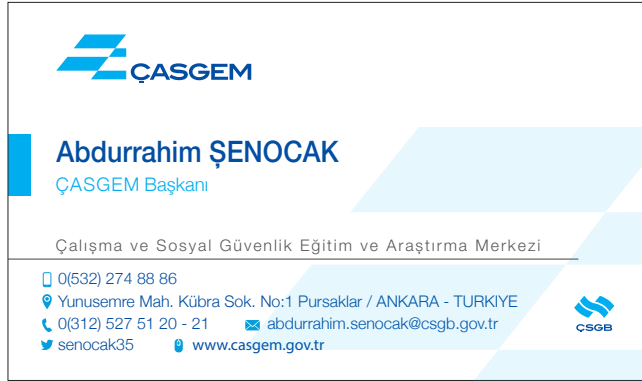 ÇASGEM
Abdurrahim ŞENOCAK
ÇASGEM Başkanı
Çalışma ve Sosyal Güvenlik Eğitim ve Araştırma Merkezi
0(532) 274 88 86
Yunusemre Mah. Kübra Sok. No:1 Pursaklar / ANKARA - TURKIYE
0(312) 527 51 20 - 21 abdurrahim.senocak@csgb.gov.tr
senocak35 www.casgem.gov.tr
ÇSGB